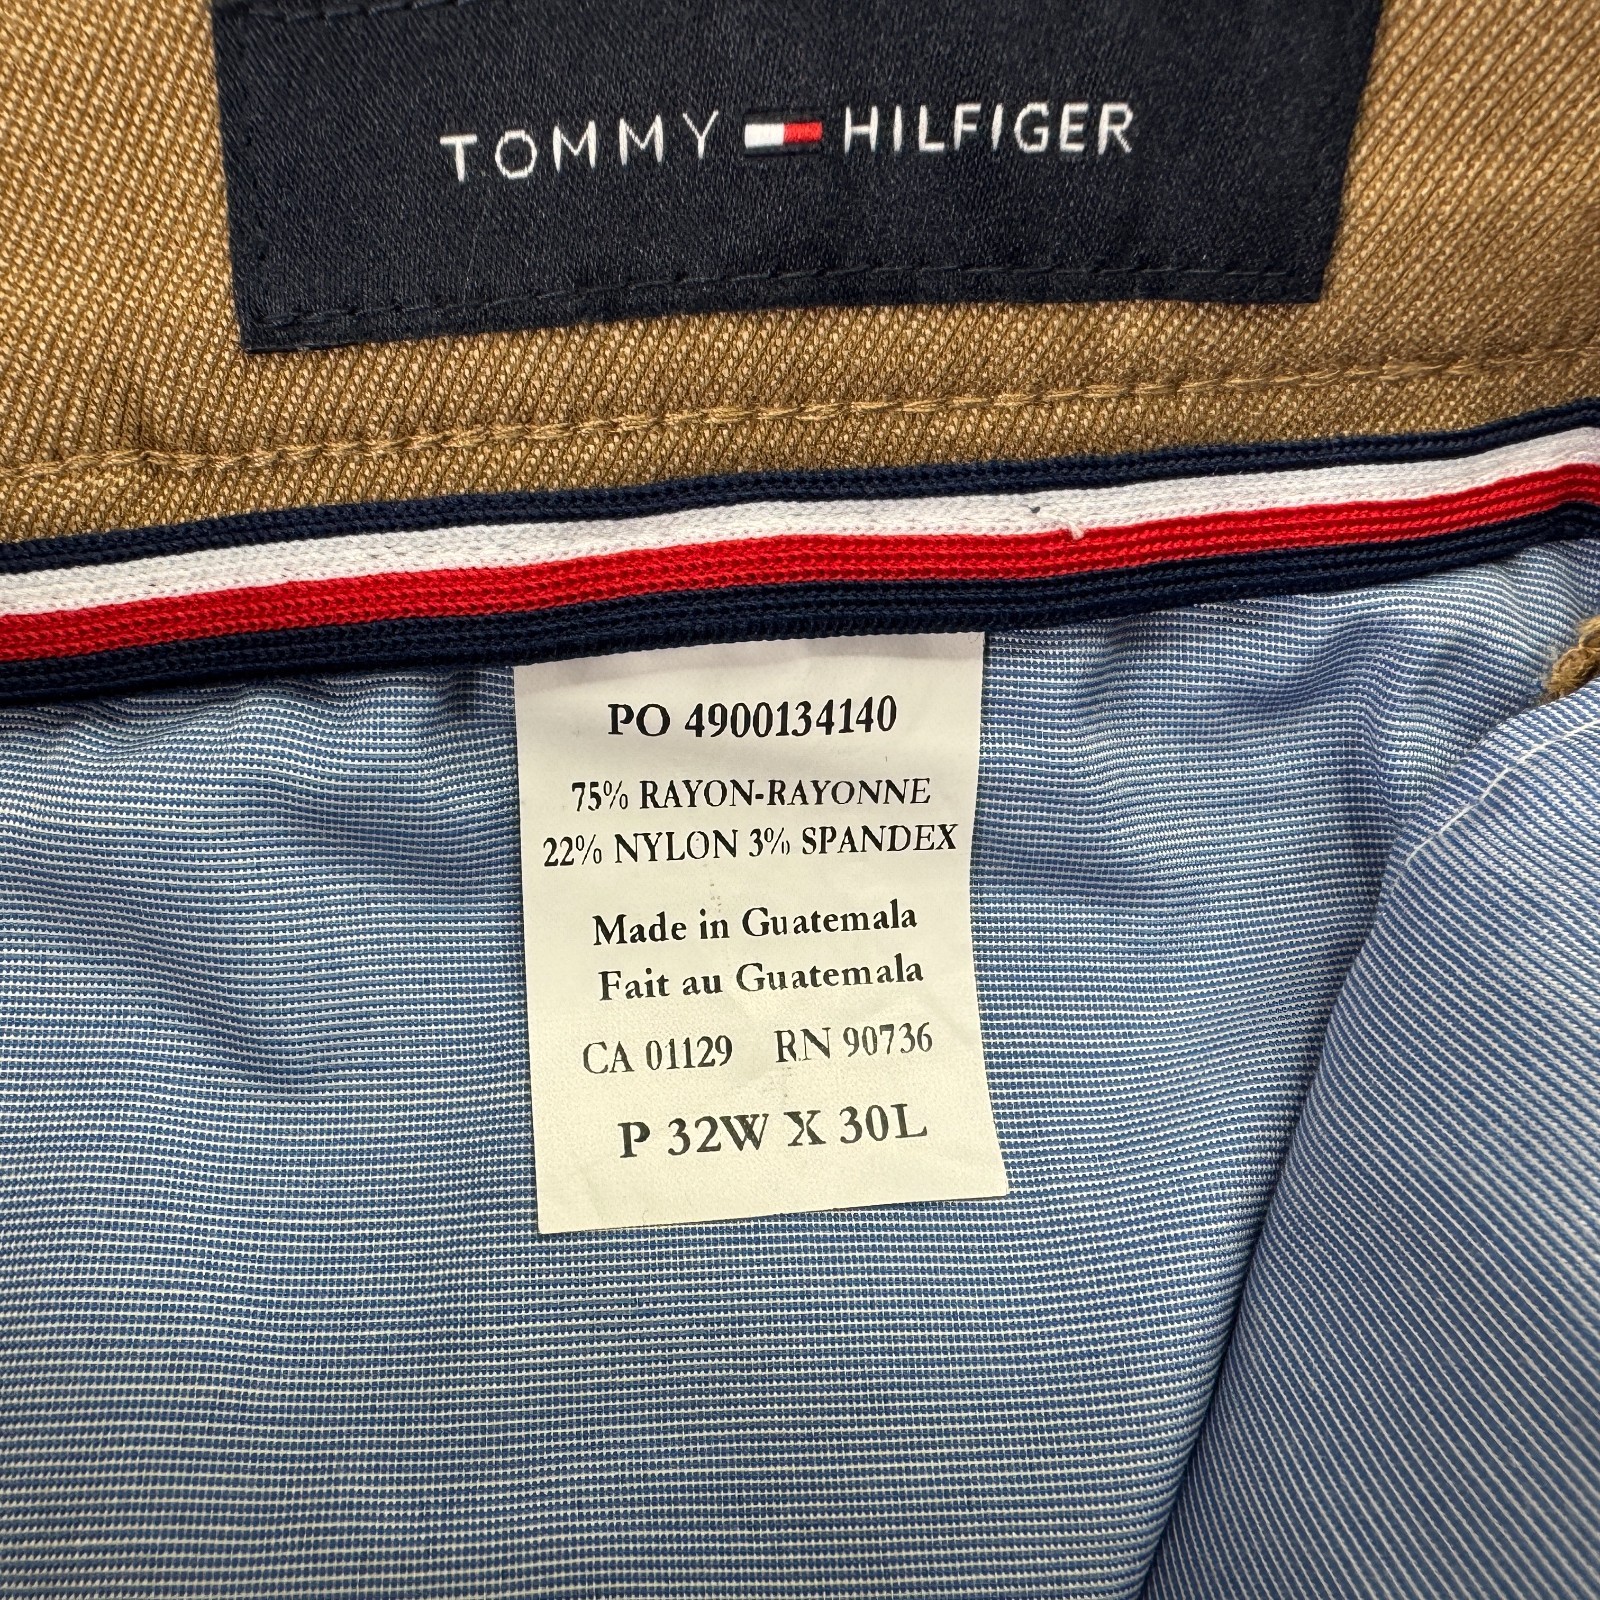 TOMMY HILFIGER
PO 4900134140
75% RAYON-RAYONNE
22% NYLON 3% SPANDEX
Made in Guatemala
Fait au Guatemala
CA 01129 RN 90736
P 32W X 30L